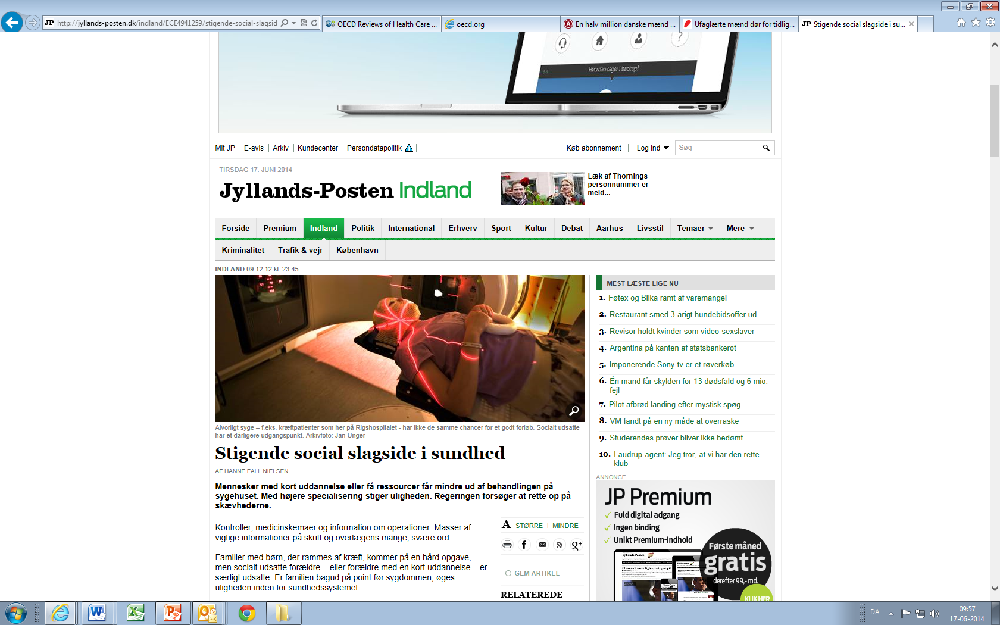 http://jyllands-posten.dk/indland/ECE4941259/stigende-social-slagsid
OECD Reviews of Health Care ...
oecd.org
En halv million danske mænd ...
Ufaglærte mænd dør for tidlig...
JP Stigende social slagside i su...
3-6 Hvordan tager I backup?
Mit JP | E-avis | Arkiv | Kundecenter | Persondatapolitik
Køb abonnement | Log ind
Søg
TIRSDAG 17. JUNI 2014
Jyllands-Posten Indland
Læk af Thornings
personnummer er
meld...
Forside Premium Indland Politik International Erhverv Sport Kultur Debat Aarhus Livsstil Temaer Mere
Kriminalitet Trafik & vejr København
INDLAND 09.12.12 kl. 23:45
Alvorligt syge – f.eks. kræftpatienter som her på Rigshospitalet - har ikke de samme chancer for et godt forløb. Socialt udsatte
har et dårligere udgangspunkt. Arkivfoto: Jan Unger
Stigende social slagside i sundhed
AF HANNE FALL NIELSEN
Mennesker med kort uddannelse eller få ressourcer får mindre ud af behandlingen på
sygehuset. Med højere specialisering stiger uligheden. Regeringen forsøger at rette op på
skævhederne.
A STØRRE | MINDRE
Kontroller, medicinskemaer og information om operationer. Masser af
vigtige informationer på skrift og overlægens mange, svære ord.
Familier med børn, der rammes af kræft, kommer på en hård opgave,
men socialt udsatte forældre – eller forældre med en kort uddannelse – er
særligt udsatte. Er familien bagud på point før sygdommen, øges
uligheden inden for sundhedssystemet.
GEM ARTIKEL
RELATEREDE
MEST LÆSTE LIGE NU
1. Føtex og Bilka ramt af varemangel
2. Restaurant smed 3-årigt hundebidsoffer ud
3. Revisor holdt kvinder som video-sexslaver
4. Argentina på kanten af statsbankerot
5. Imponerende Sony-tv er et røverkøb
6. Én mand får skylden for 13 dødsfald og 6 mio.
fejl
7. Pilot afbrød landing efter mystisk spøg
8. VM fandt på en ny måde at overraske
9. Studerendes prøver bliver ikke bedømt
10. Laudrup-agent: Jeg tror, at vi har den rette
klub
ANNONCE
JP Premium
Fuld digital adgang
Ingen binding
Unikt Premium-indhold
Første måned
gratis
derefter 99,- md.
KLIK HER
DA
09:57
17-06-2014